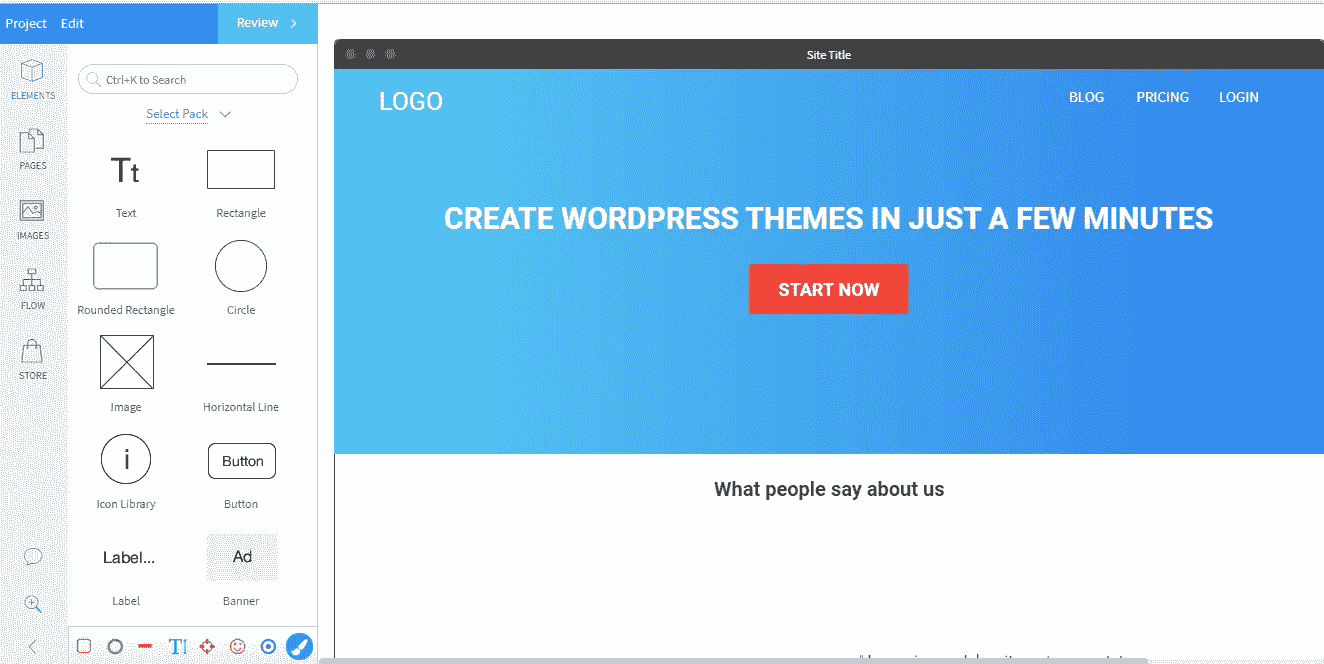 Project Edit Review
Site Title
ELEMENTS
PAGES
IMAGES
FLOW
STORE
Ctrl+K to Search
Select Pack
Tt
Text Rectangle
Rounded Rectangle Circle
Image Horizontal Line
i Button
Icon Library Button
Label... Ad
Label Banner
T
LOGO BLOG PRICING LOGIN
CREATE WORDPRESS THEMES IN JUST A FEW MINUTES
START NOW
What people say about us